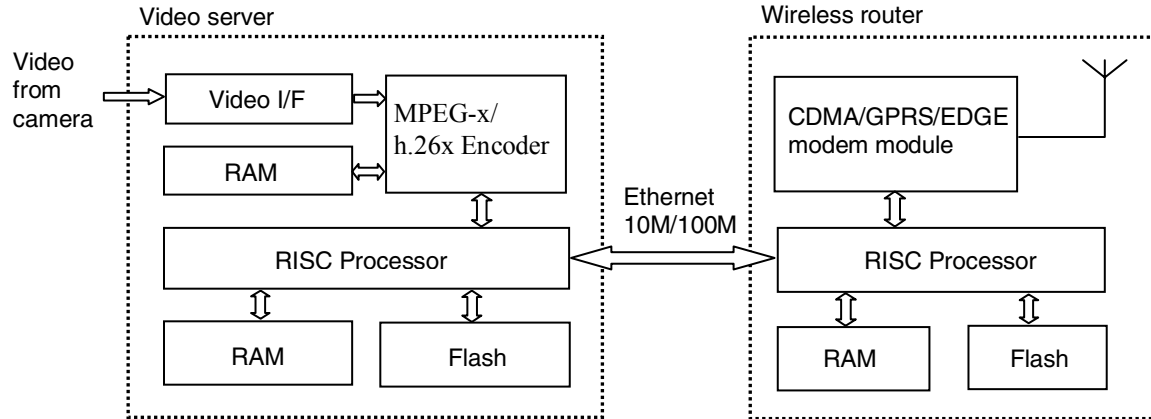 Video server
Video
from
camera
Video I/F
MPEG-x/
h.26x Encoder
RAM
RISC Processor
RAM
Flash
Ethernet
10M/100M
Wireless router
CDMA/GPRS/EDGE
modem module
RISC Processor
RAM
Flash